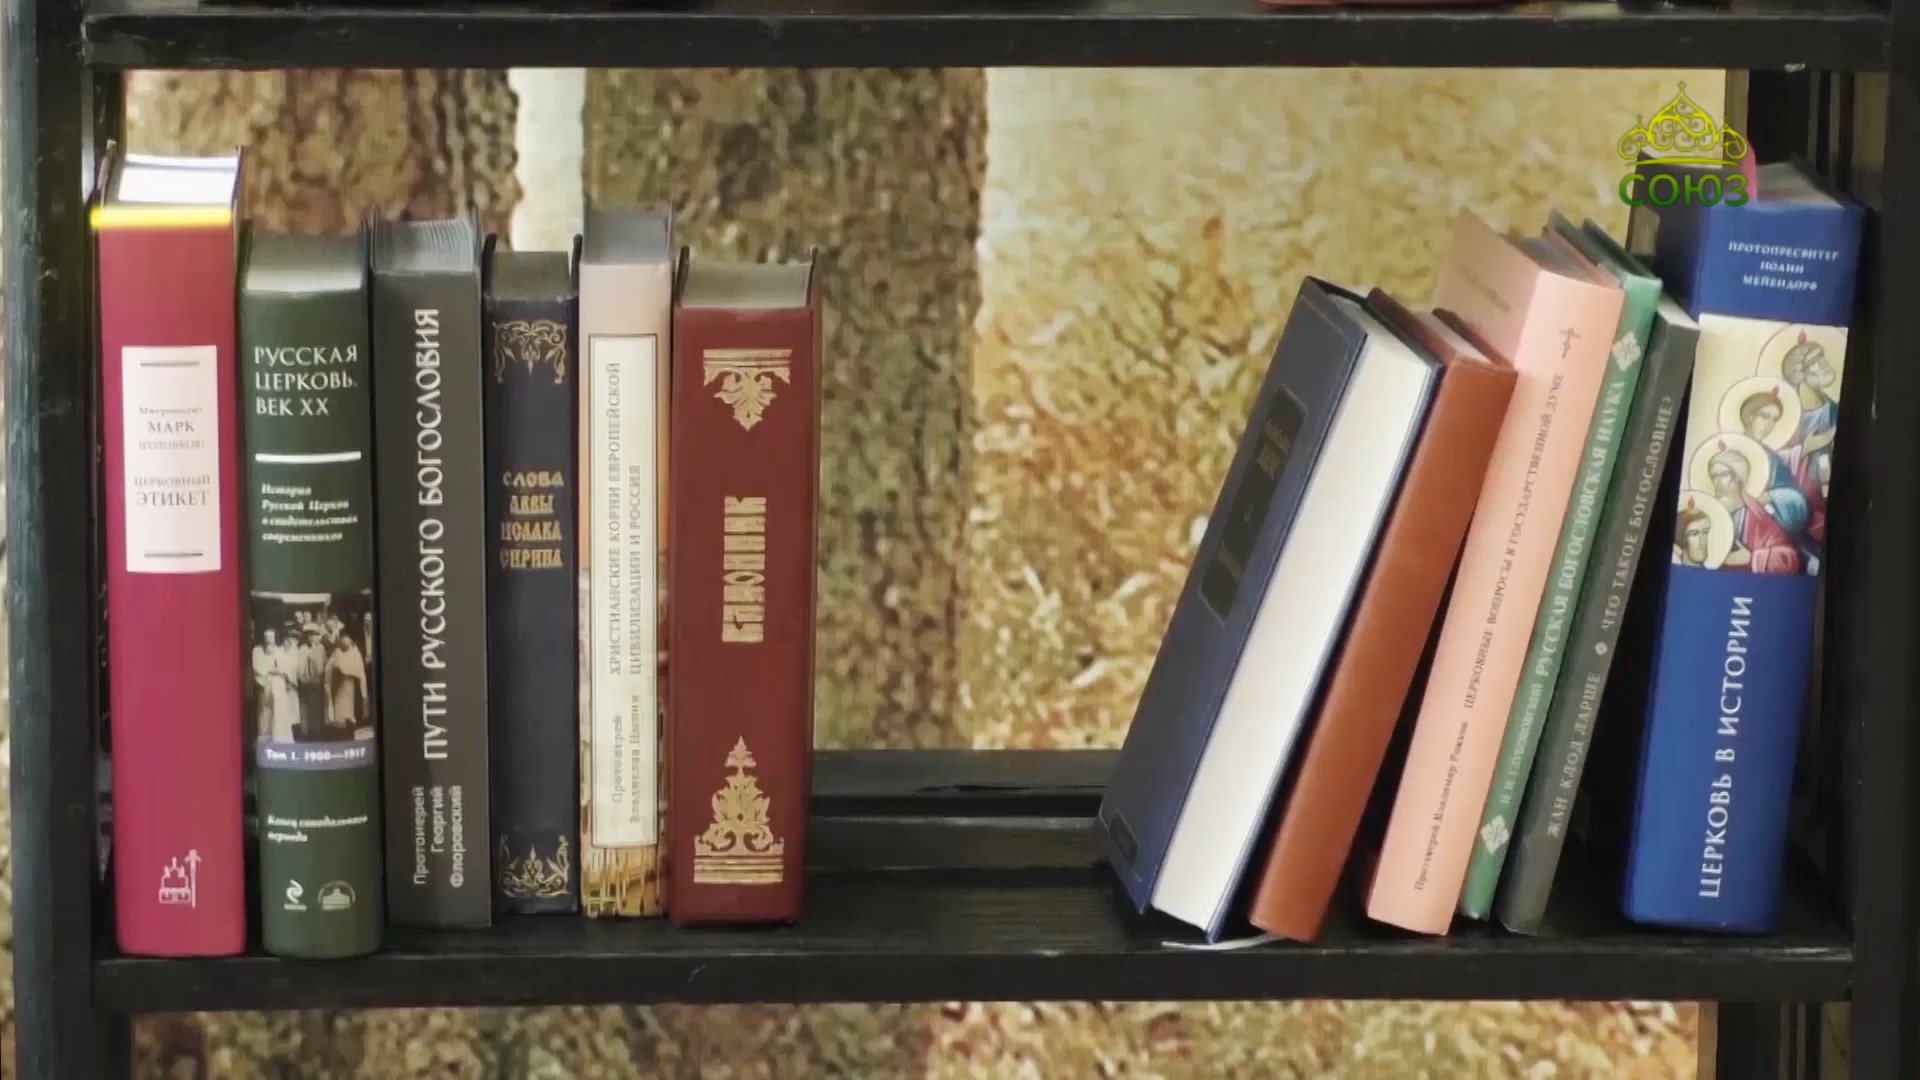 Митрополит
МАРК
(ГОЛОВКОВ)
ЦЕРКОВНЫЙ
ЭТИКЕТ
РУССКАЯ
ЦЕРКОВЬ.
ВЕК XX
История
Русской Церкви
в свидетельствах
современников
Том 1. 1900—1917
Конец синодального
периода
Протоиерей
Георгий
Флоровский
ПУТИ РУССКОГО БОГОСЛОВИЯ
СЛОВА
АВВЫ
ИСААКА
СИРИНА
Протоиерей
Владислав Цыпин
ХРИСТИАНСКИЕ КОРНИ ЕВРОПЕЙСКОЙ
ЦИВИЛИЗАЦИИ И РОССИЯ
КАНОННИК
Протоиерей Владимир Рожков ЦЕРКОВНЫЕ ВОПРОСЫ В ГОСУДАРСТВЕННОЙ ДУМЕ
Н. Н. ГЛУБОКОВСКИЙ РУССКАЯ БОГОСЛОВСКАЯ НАУКА
ЖАН-КЛОД ЛАРШЕ ЧТО ТАКОЕ БОГОСЛОВИЕ?
ПРОТОПРЕСВИТЕР
ИОАНН
МЕЙЕНДОРФ
ЦЕРКОВЬ В ИСТОРИИ
СОЮЗ